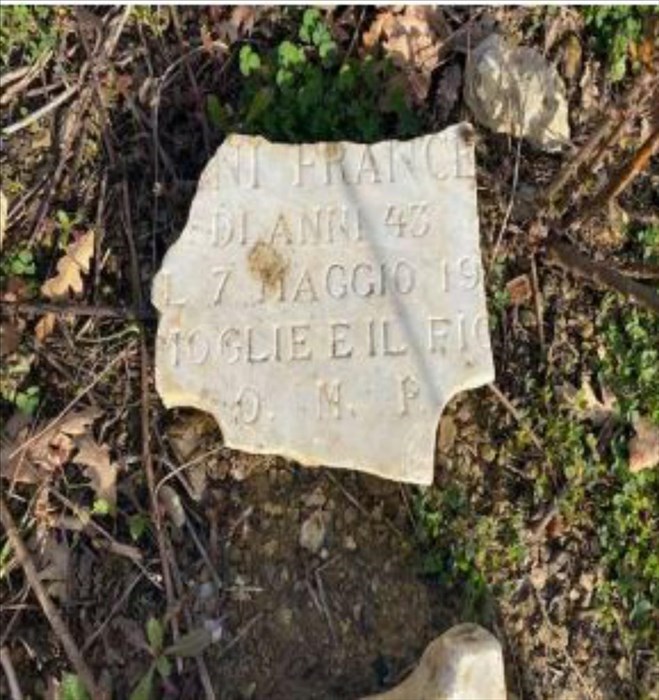 NI FRANCE
DI ANNI 43
L 7 MAGGIO 19
MOGLIE E IL FIG
O. M. P.